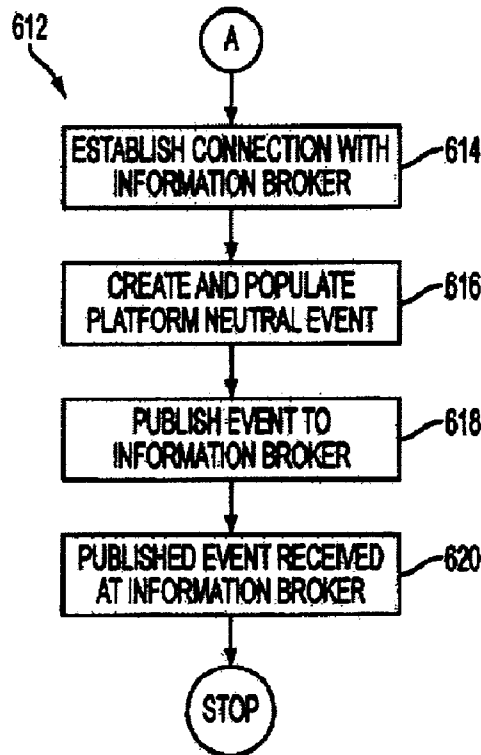 612
A
ESTABLISH CONNECTION WITH
INFORMATION BROKER
614
CREATE AND POPULATE
PLATFORM NEUTRAL EVENT
616
PUBLISH EVENT TO
INFORMATION BROKER
618
PUBLISHED EVENT RECEIVED
AT INFORMATION BROKER
620
STOP